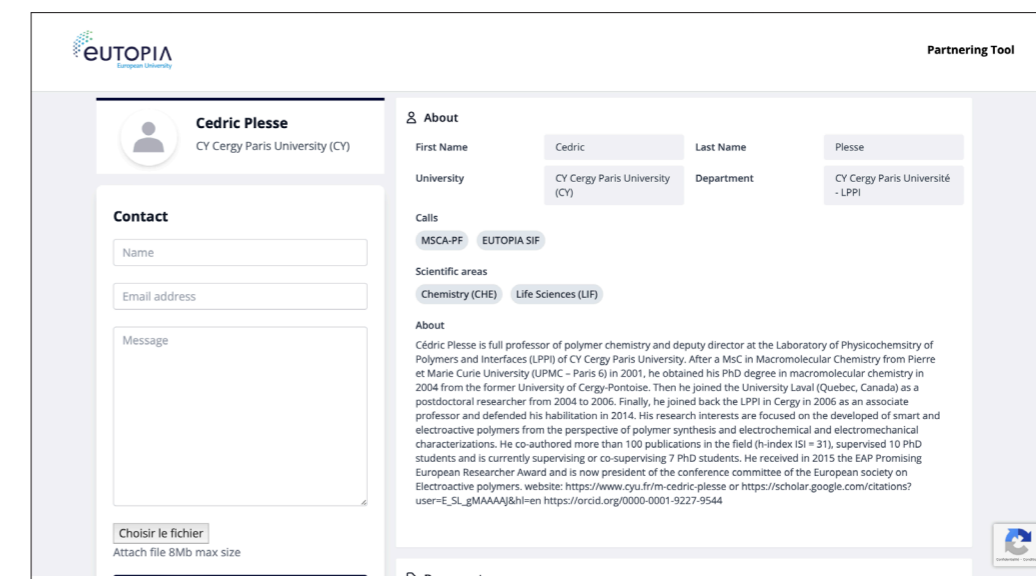 eUTOPIA
European University
Partnering Tool
Cedric Plesse
CY Cergy Paris University (CY)
Contact
Name
Email address
Message
Choisir le fichier
Attach file 8Mb max size
About
First Name
Cedric
Last Name
Plesse
University
CY Cergy Paris University
(CY)
Department
CY Cergy Paris Université
- LPPI
Calls
MSCA-PF EUTOPIA SIF
Scientific areas
Chemistry (CHE) Life Sciences (LIF)
About
Cédric Plesse is full professor of polymer chemistry and deputy director at the Laboratory of Physicochemsitry of
Polymers and Interfaces (LPPI) of CY Cergy Paris University. After a MsC in Macromolecular Chemistry from Pierre
et Marie Curie University (UPMC – Paris 6) in 2001, he obtained his PhD degree in macromolecular chemistry in
2004 from the former University of Cergy-Pontoise. Then he joined the University Laval (Quebec, Canada) as a
postdoctoral researcher from 2004 to 2006. Finally, he joined back the LPPI in Cergy in 2006 as an associate
professor and defended his habilitation in 2014. His research interests are focused on the developed of smart and
electroactive polymers from the perspective of polymer synthesis and electrochemical and electromechanical
characterizations. He co-authored more than 100 publications in the field (h-index ISI = 31), supervised 10 PhD
students and is currently supervising or co-supervising 7 PhD students. He received in 2015 the EAP Promising
European Researcher Award and is now president of the conference committee of the European society on
Electroactive polymers. website: https://www.cyu.fr/m-cedric-plesse or https://scholar.google.com/citations?
user=E_SL_gMAAAAJ&hl=en https://orcid.org/0000-0001-9227-9544